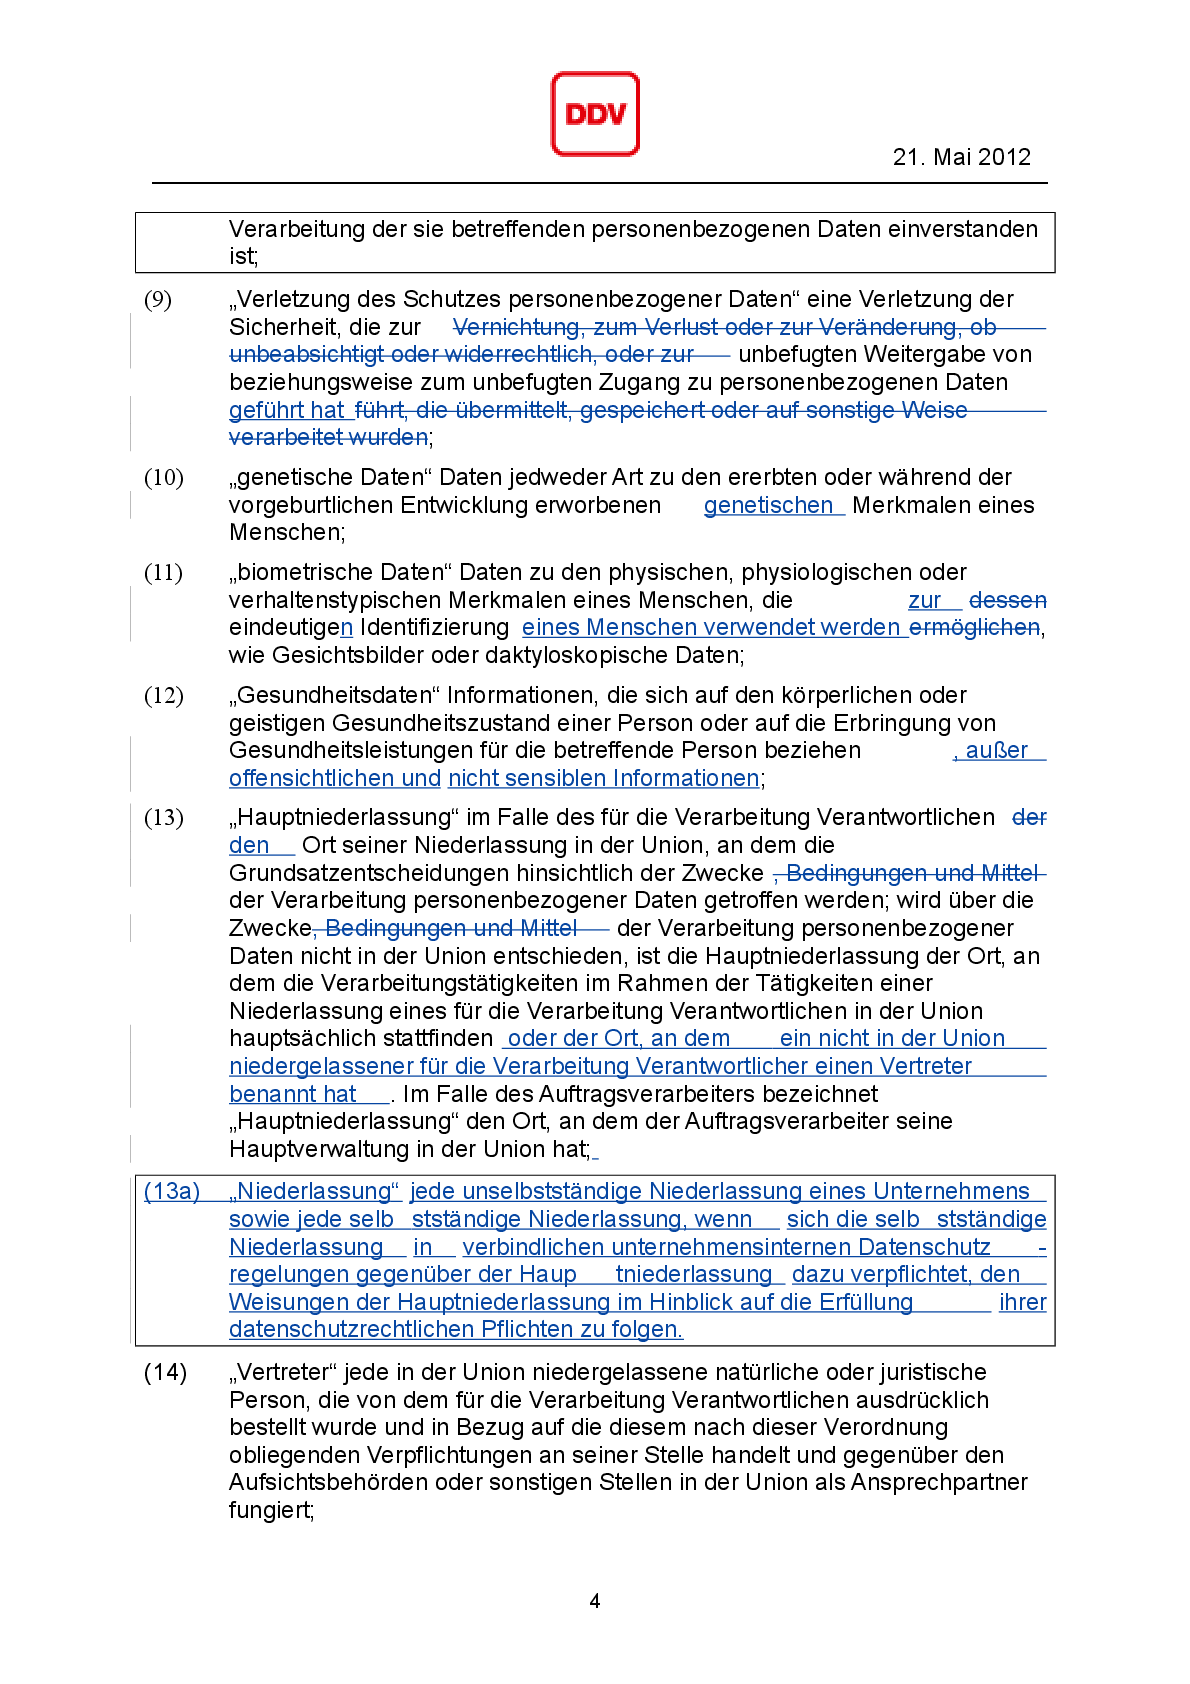 DDV
21. Mai 2012
Verarbeitung der sie betreffenden personenbezogenen Daten einverstanden
ist;
(9) „Verletzung des Schutzes personenbezogener Daten“ eine Verletzung der
Sicherheit, die zur Vernichtung, zum Verlust oder zur Veränderung, ob
unbeabsichtigt oder widerrechtlich, oder zur unbefugten Weitergabe von
beziehungsweise zum unbefugten Zugang zu personenbezogenen Daten
geführt hat führt, die übermittelt, gespeichert oder auf sonstige Weise
verarbeitet wurden;
(10) „genetische Daten“ Daten jedweder Art zu den ererbten oder während der
vorgeburtlichen Entwicklung erworbenen genetischen Merkmalen eines
Menschen;
(11) „biometrische Daten“ Daten zu den physischen, physiologischen oder
verhaltenstypischen Merkmalen eines Menschen, die zur dessen
eindeutigen Identifizierung eines Menschen verwendet werden ermöglichen,
wie Gesichtsbilder oder daktyloskopische Daten;
(12) „Gesundheitsdaten“ Informationen, die sich auf den körperlichen oder
geistigen Gesundheitszustand einer Person oder auf die Erbringung von
Gesundheitsleistungen für die betreffende Person beziehen , außer
offensichtlichen und nicht sensiblen Informationen;
(13) „Hauptniederlassung“ im Falle des für die Verarbeitung Verantwortlichen der
den Ort seiner Niederlassung in der Union, an dem die
Grundsatzentscheidungen hinsichtlich der Zwecke , Bedingungen und Mittel
der Verarbeitung personenbezogener Daten getroffen werden; wird über die
Zwecke, Bedingungen und Mittel der Verarbeitung personenbezogener
Daten nicht in der Union entschieden, ist die Hauptniederlassung der Ort, an
dem die Verarbeitungstätigkeiten im Rahmen der Tätigkeiten einer
Niederlassung eines für die Verarbeitung Verantwortlichen in der Union
hauptsächlich stattfinden oder der Ort, an dem ein nicht in der Union
niedergelassener für die Verarbeitung Verantwortlicher einen Vertreter
benannt hat . Im Falle des Auftragsverarbeiters bezeichnet
„Hauptniederlassung“ den Ort, an dem der Auftragsverarbeiter seine
Hauptverwaltung in der Union hat;
(13a) „Niederlassung“ jede unselbstständige Niederlassung eines Unternehmens
sowie jede selb stständige Niederlassung, wenn sich die selb stständige
Niederlassung in verbindlichen unternehmensinternen Datenschutz -
regelungen gegenüber der Haup tniederlassung dazu verpflichtet, den
Weisungen der Hauptniederlassung im Hinblick auf die Erfüllung ihrer
datenschutzrechtlichen Pflichten zu folgen.
(14) „Vertreter“ jede in der Union niedergelassene natürliche oder juristische
Person, die von dem für die Verarbeitung Verantwortlichen ausdrücklich
bestellt wurde und in Bezug auf die diesem nach dieser Verordnung
obliegenden Verpflichtungen an seiner Stelle handelt und gegenüber den
Aufsichtsbehörden oder sonstigen Stellen in der Union als Ansprechpartner
fungiert;
4